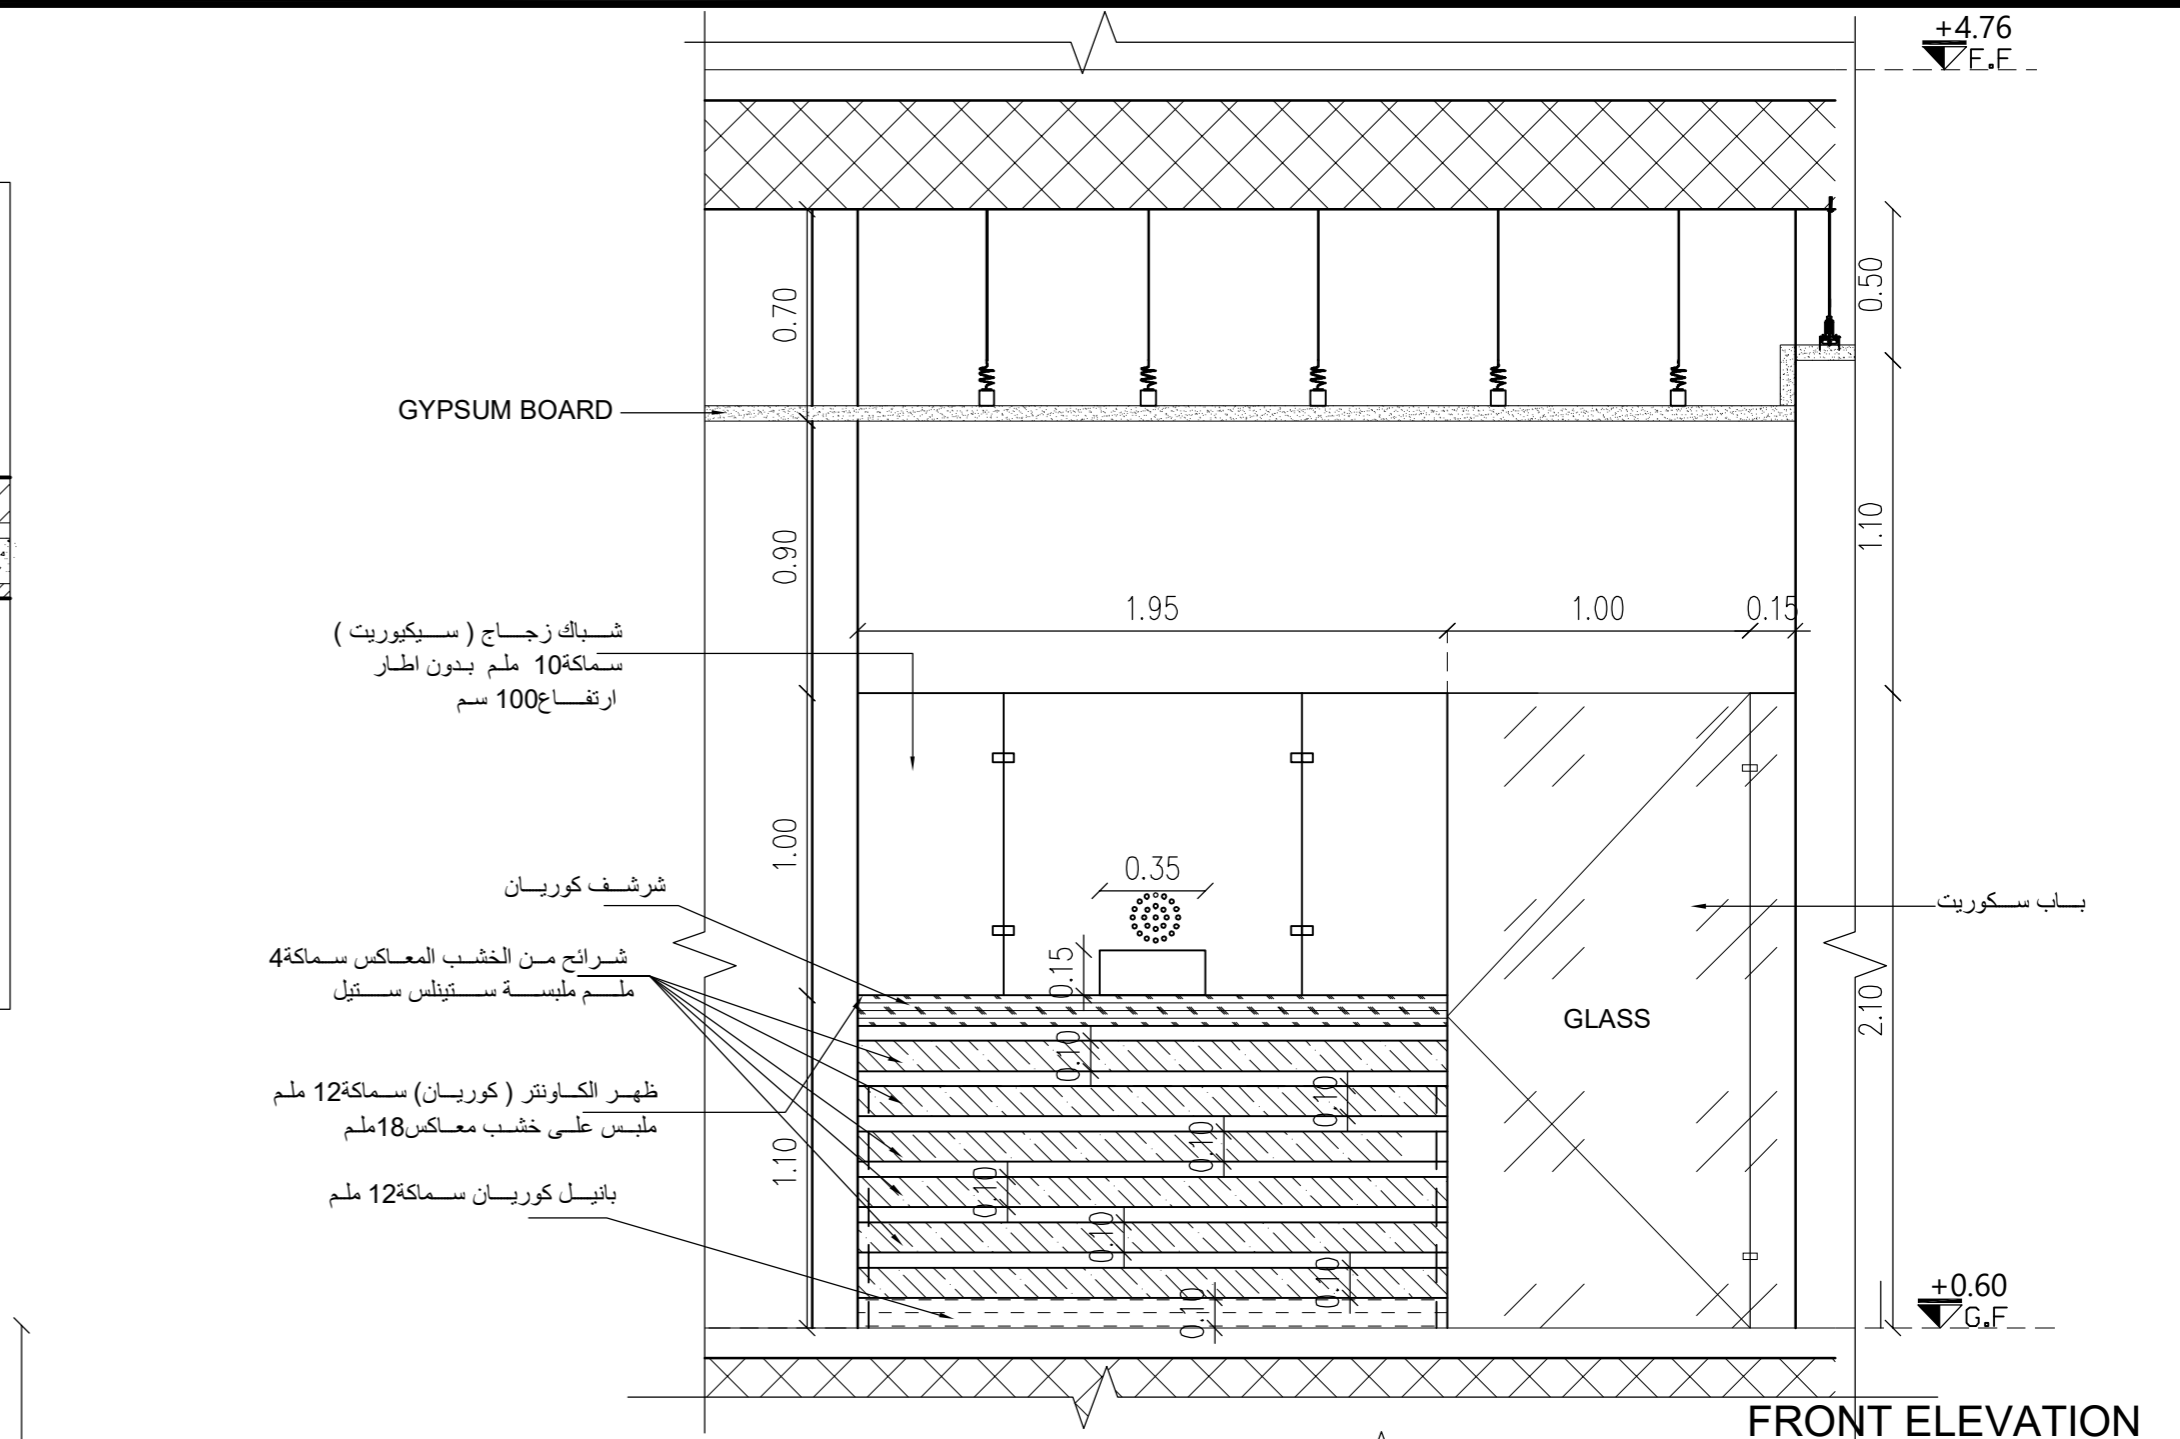 +4.76
F.F
0.70
0.50
GYPSUM BOARD
0.90
1.10
1.95
1.00
0.15
شباك زجاج ( سيكيوريت )
سماكة10 ملم بدون اطار
ارتفاع100 سم
1.00
0.35
شرشف كوريان
باب سكوريت
شرائح من الخشب المعاكس سماكة4
ملم ملبسة ستينلس ستيل
0.15
2.10
GLASS
0.10
0.10
ظهر الكاونتر ( كوريان) سماكة12 ملم
ملبس على خشب معاكس18ملم
0.10
1.10
0.10
بانيل كوريان سماكة12 ملم
0.10
0.10
0.10
+0.60
G.F
FRONT ELEVATION